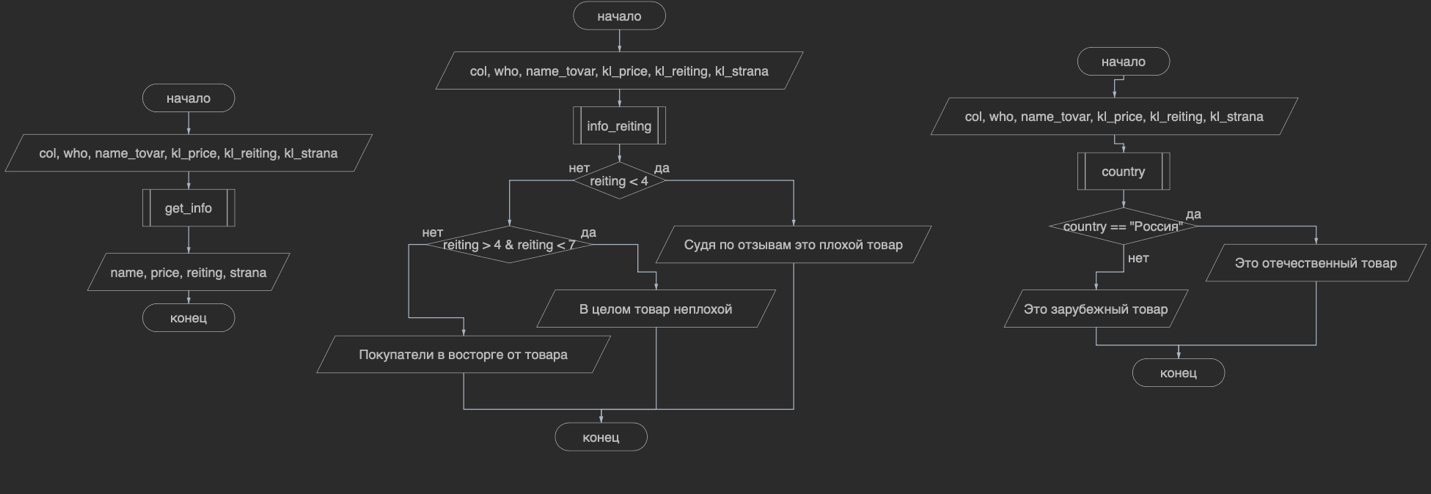 начало
col, who, name_tovar, kl_price, kl_reiting, kl_strana
get_info
name, price, reiting, strana
конец
начало
col, who, name_tovar, kl_price, kl_reiting, kl_strana
info_reiting
нет
да
reiting < 4
нет
да
reiting > 4 & reiting < 7
Судя по отзывам это плохой товар
В целом товар неплохой
Покупатели в восторге от товара
конец
начало
col, who, name_tovar, kl_price, kl_reiting, kl_strana
country
да
country == "Россия"
нет
Это отечественный товар
Это зарубежный товар
конец